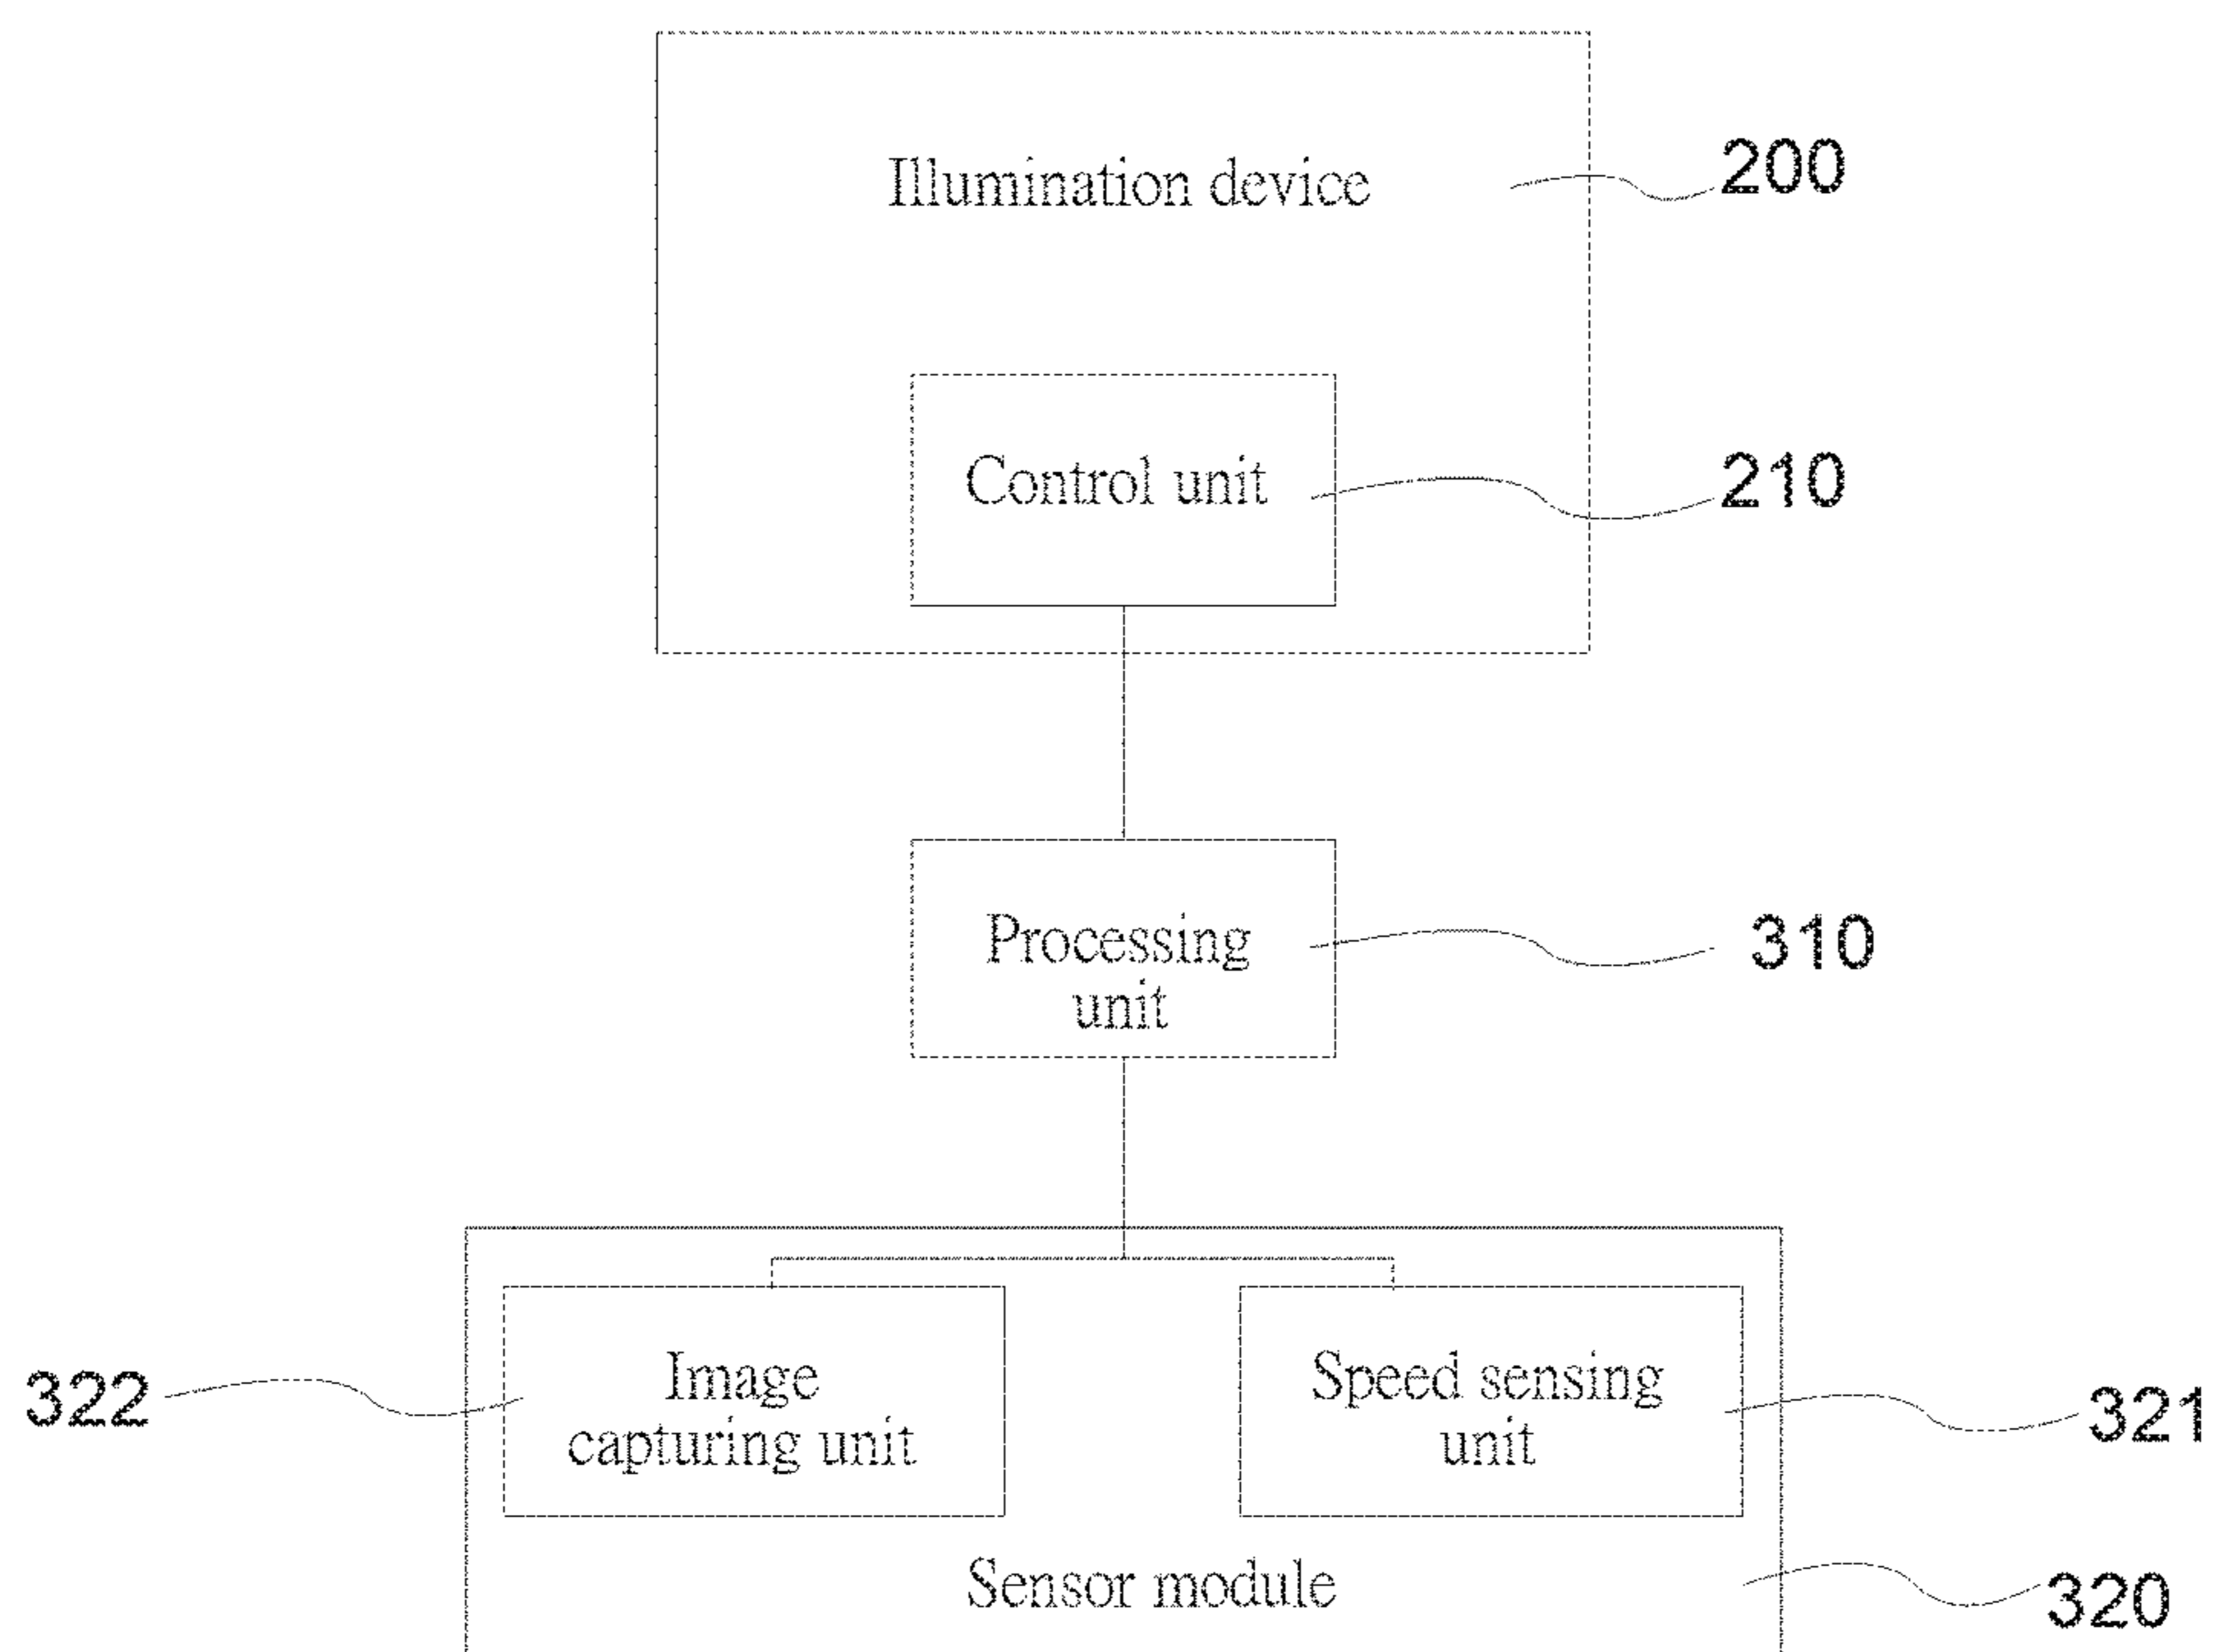 Illumination device
200
Control unit
210
Processing
unit
310
322
Image
capturing unit
Speed sensing
unit
321
Sensor module
320